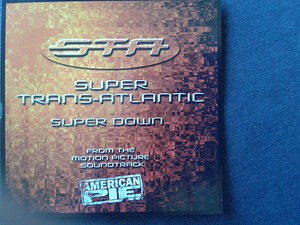 STA
SUPER
TRANS-ATLANTIC
SUPER DOWN
FROM THE
MOTION PICTURE
SOUNDTRACK
AMERICAN
PIE